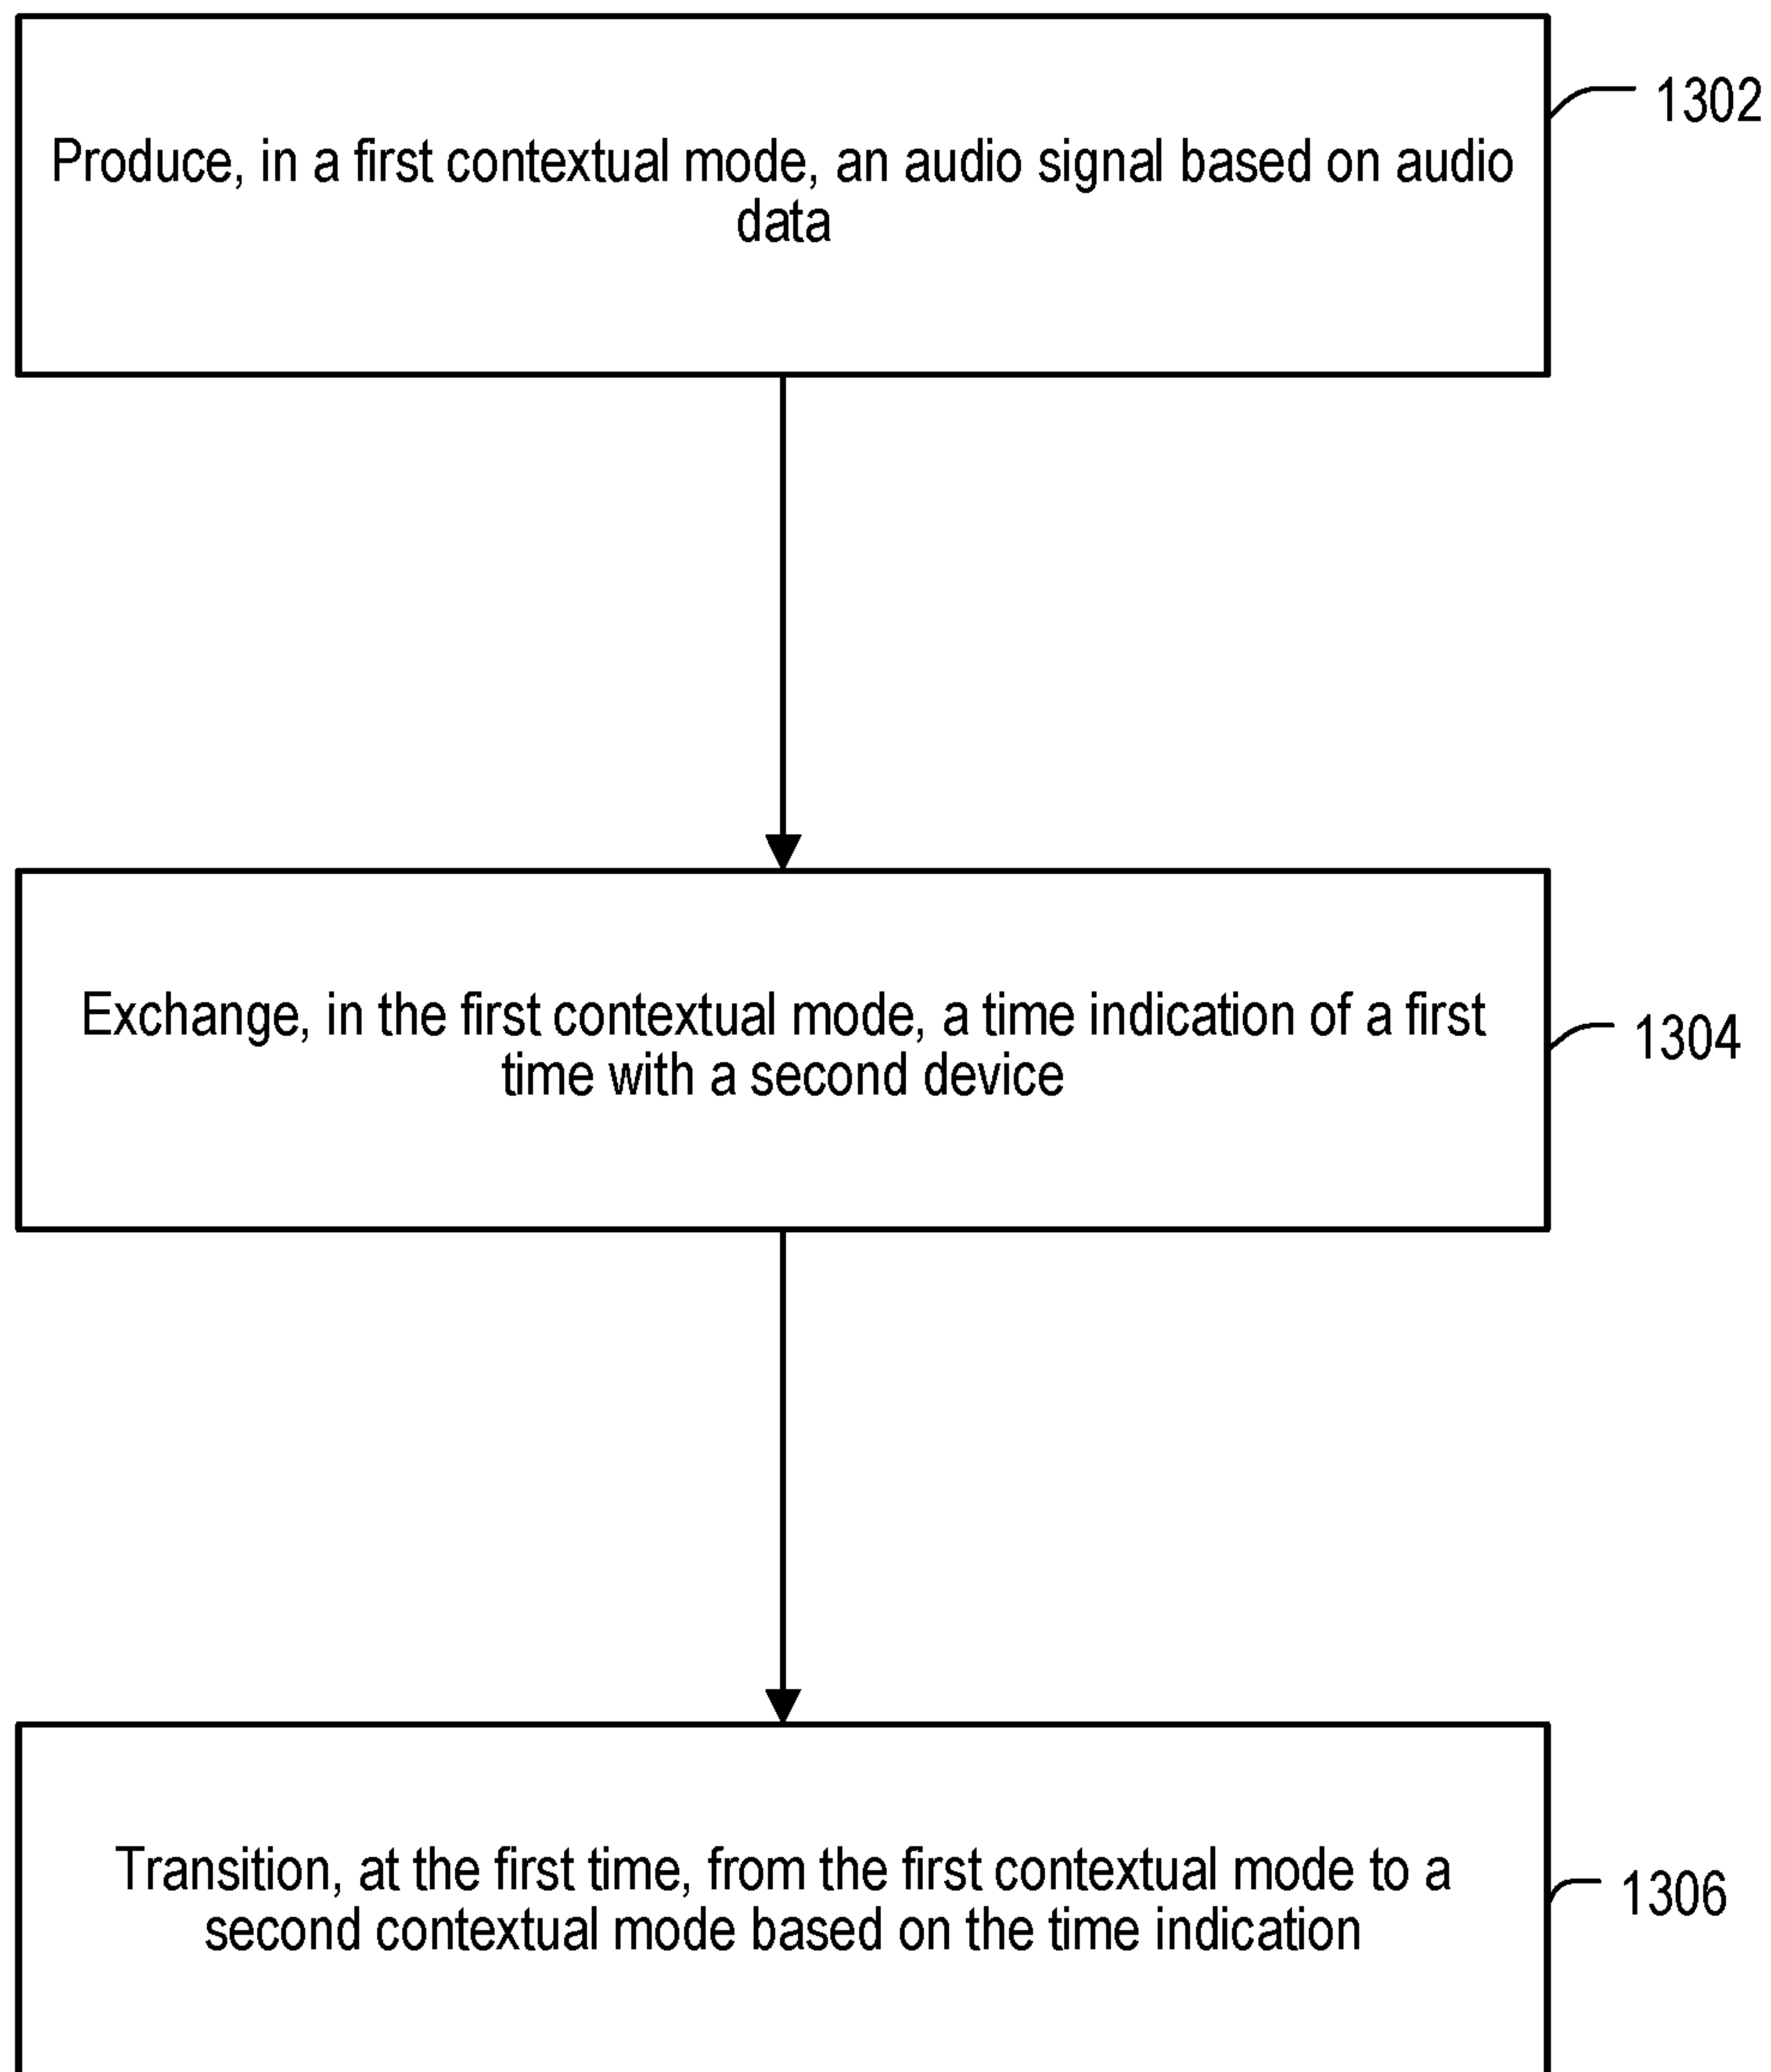 Produce, in a first contextual mode, an audio signal based on audio
data
1302
Exchange, in the first contextual mode, a time indication of a first
time with a second device
1304
Transition, at the first time, from the first contextual mode to a
second contextual mode based on the time indication
1306